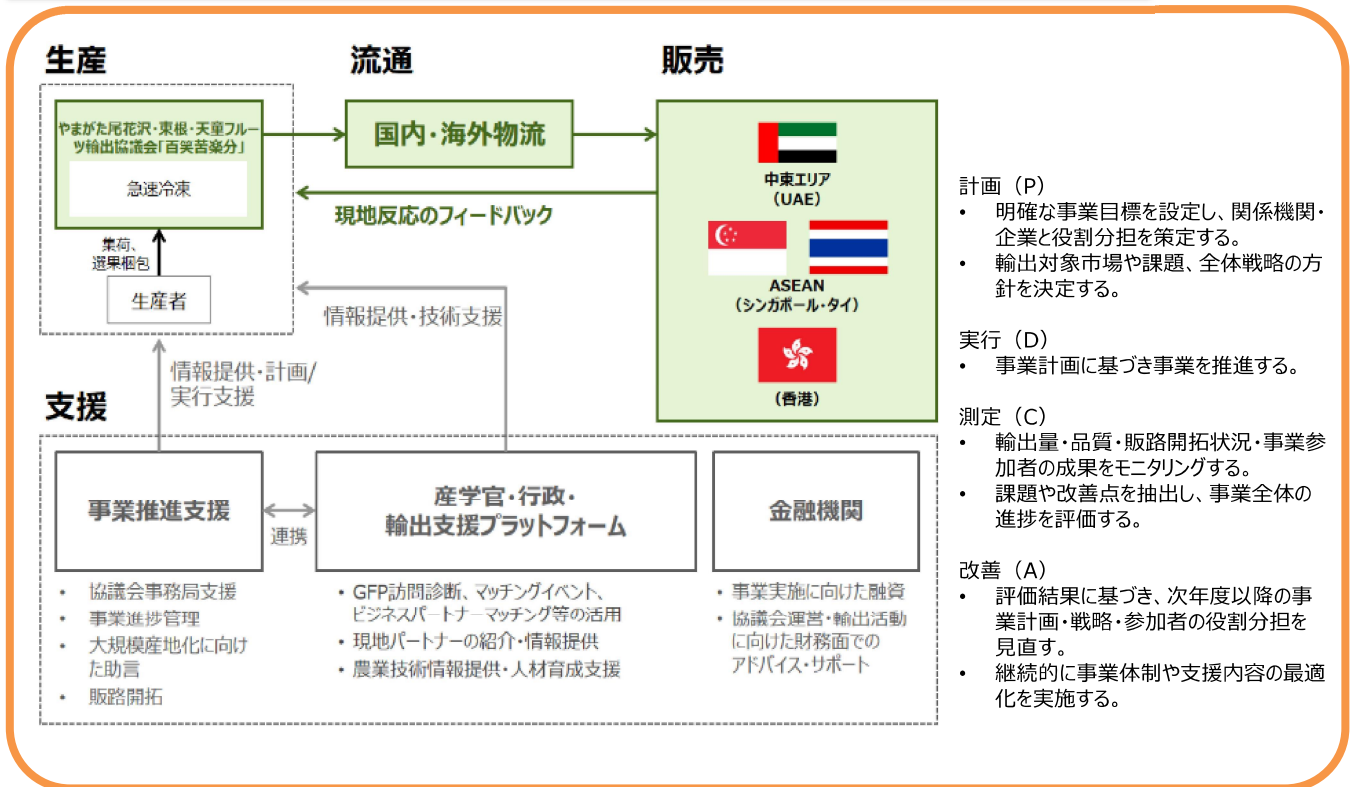 生産
流通
販売
やまがた尾花沢・東根・天童フルー
ツ輸出協議会「百笑苦楽分」
急速冷凍
集荷、
選果梱包
生産者
国内・海外物流
現地反応のフィードバック
中東エリア
（UAE）
ASEAN
（シンガポール・タイ）
（香港）
情報提供・技術支援
情報提供・計画/
実行支援
支援
事業推進支援
連携
産学官・行政・
輸出支援プラットフォーム
金融機関
• 協議会事務局支援
• 事業進捗管理
• 大規模産地化に向け
た助言
• 販路開拓
• GFP訪問診断、マッチングイベント、
ビジネスパートナーマッチング等の活用
• 現地パートナーの紹介・情報提供
• 農業技術情報提供・人材育成支援
• 事業実施に向けた融資
• 協議会運営・輸出活動
に向けた財務面での
アドバイス・サポート
計画（P）
• 明確な事業目標を設定し、関係機関・
企業と役割分担を策定する。
• 輸出対象市場や課題、全体戦略の方
針を決定する。
実行（D）
• 事業計画に基づき事業を推進する。
測定（C）
• 輸出量・品質・販路開拓状況・事業参
加者の成果をモニタリングする。
• 課題や改善点を抽出し、事業全体の
進捗を評価する。
改善（A）
• 評価結果に基づき、次年度以降の事
業計画・戦略・参加者の役割分担を
見直す。
• 継続的に事業体制や支援内容の最適
化を実施する。